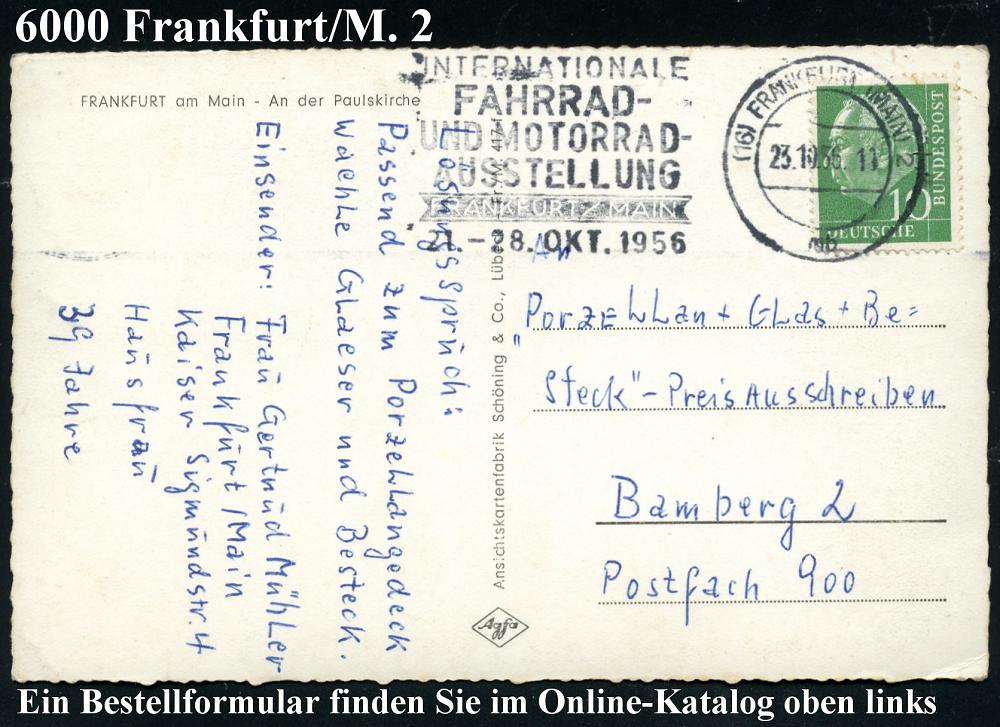 6000 Frankfurt/M. 2
FRANKFURT am Main - An der Paulskirche
INTERNATIONALE
FAHRRAD-
UND MOTORRAD-
AUSSTELLUNG
FRANKFURT/MAIN
21.-28. OKT. 1956
(16) FRANKFURT (MAIN) 2
23.10.56. 11
BUNDESPOST
10
DEUTSCHE
Lösungsspruch:
Passend zum Porzellangedeck
wähle Glaeser und Besteck.
Einsender: Frau Gertrud Mühler
Frankfurt/Main
Kaiser Sigmundstr. 4
Hausfrau
39 Jahre
Ansichtskartenfabrik Schöning & Co., Lübeck
An
"Porzellan + Glas + Be=
steck"-Preisausschreiben
Bamberg 2
Postfach 900
Agfa
Ein Bestellformular finden Sie im Online-Katalog oben links